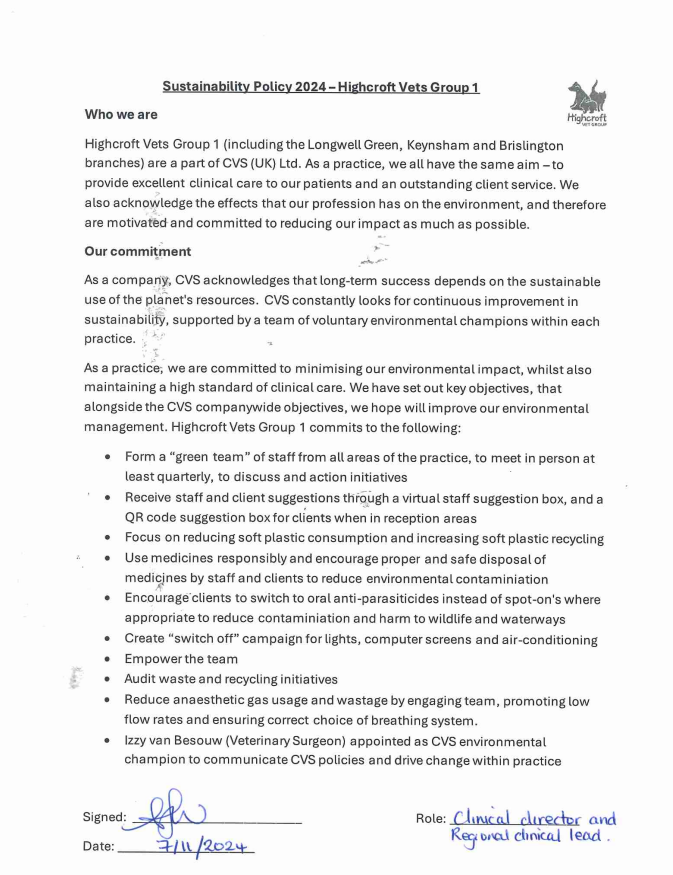 Sustainability Policy 2024 – Highcroft Vets Group 1
Highcroft
VET GROUP
Who we are
Highcroft Vets Group 1 (including the Longwell Green, Keynsham and Brislington
branches) are a part of CVS (UK) Ltd. As a practice, we all have the same aim – to
provide excellent clinical care to our patients and an outstanding client service. We
also acknowledge the effects that our profession has on the environment, and therefore
are motivated and committed to reducing our impact as much as possible.
Our commitment
As a company, CVS acknowledges that long-term success depends on the sustainable
use of the planet's resources. CVS constantly looks for continuous improvement in
sustainability, supported by a team of voluntary environmental champions within each
practice.
As a practice, we are committed to minimising our environmental impact, whilst also
maintaining a high standard of clinical care. We have set out key objectives, that
alongside the CVS companywide objectives, we hope will improve our environmental
management. Highcroft Vets Group 1 commits to the following:
• Form a “green team” of staff from all areas of the practice, to meet in person at
least quarterly, to discuss and action initiatives
• Receive staff and client suggestions through a virtual staff suggestion box, and a
QR code suggestion box for clients when in reception areas
• Focus on reducing soft plastic consumption and increasing soft plastic recycling
• Use medicines responsibly and encourage proper and safe disposal of
medicines by staff and clients to reduce environmental contaminiation
• Encourage clients to switch to oral anti-parasiticides instead of spot-on's where
appropriate to reduce contaminiation and harm to wildlife and waterways
• Create “switch off” campaign for lights, computer screens and air-conditioning
• Empower the team
• Audit waste and recycling initiatives
• Reduce anaesthetic gas usage and wastage by engaging team, promoting low
flow rates and ensuring correct choice of breathing system.
• Izzy van Besouw (Veterinary Surgeon) appointed as CVS environmental
champion to communicate CVS policies and drive change within practice
Signed:
Role: Clinical director and
Regional clinical lead.
Date: 7/11/2024